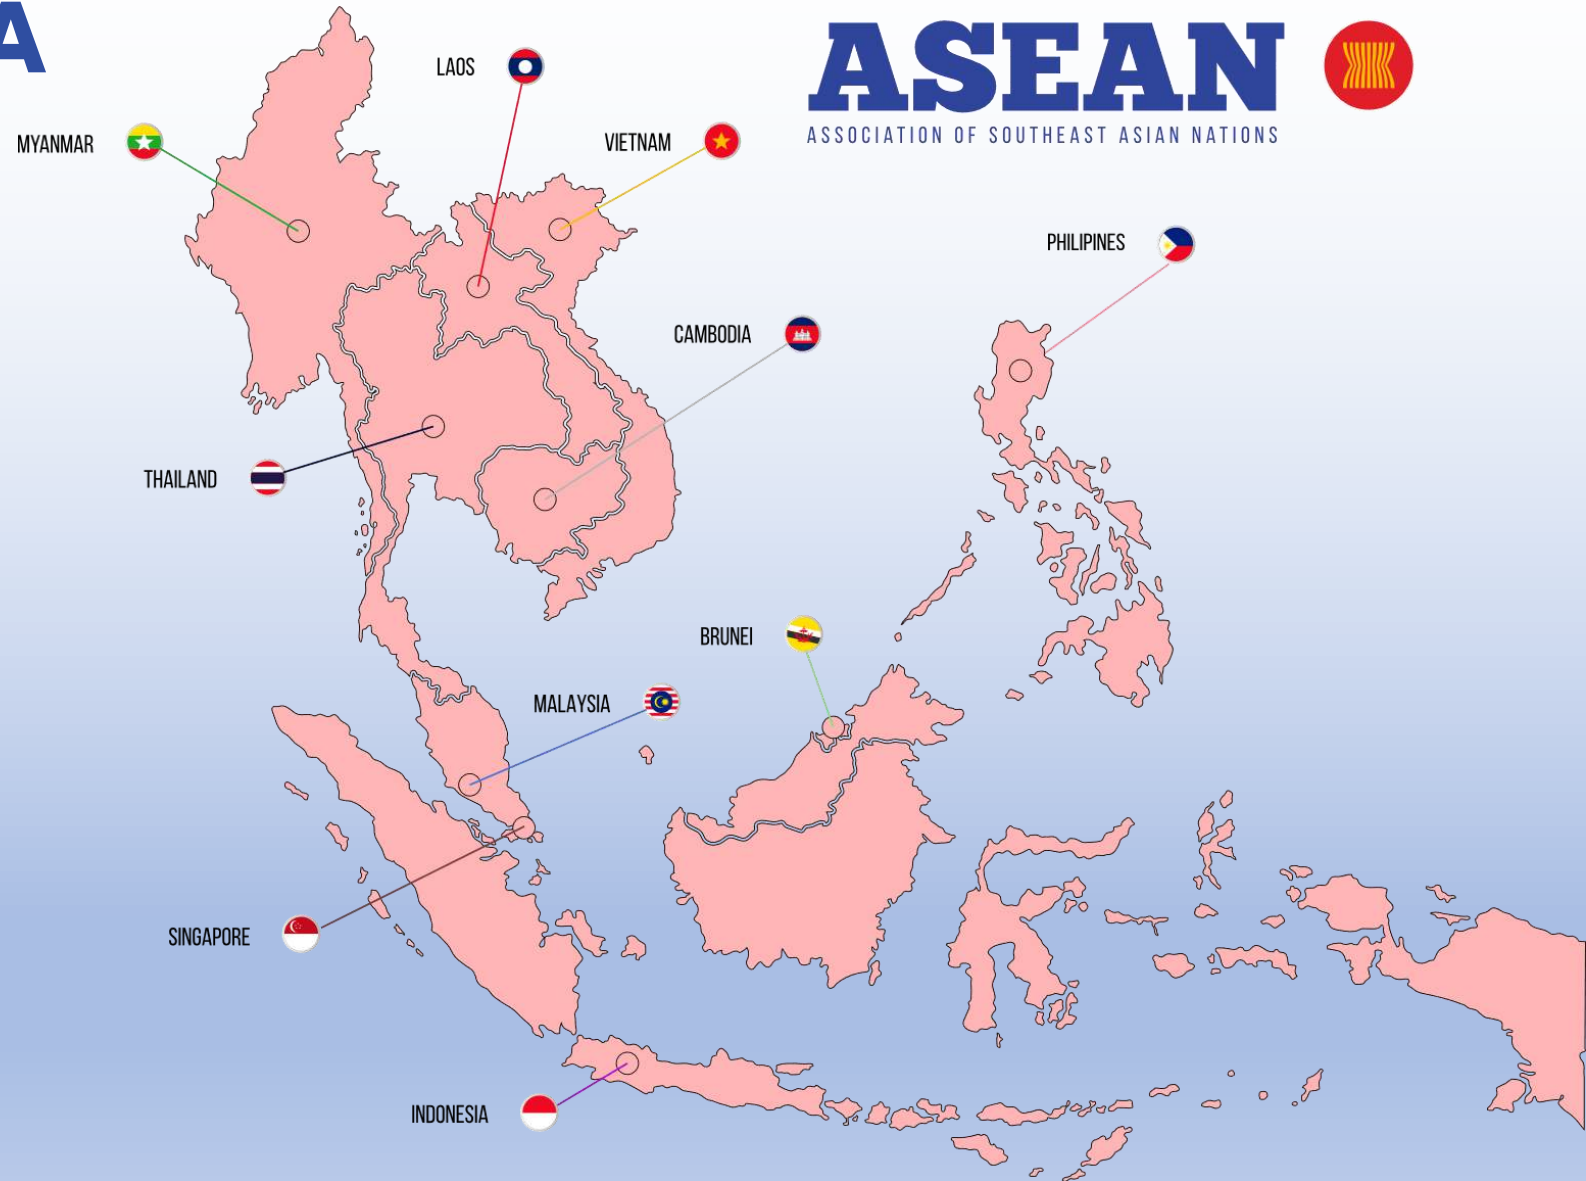 A
ASEAN
ASSOCIATION OF SOUTHEAST ASIAN NATIONS
LAOS
MYANMAR
VIETNAM
PHILIPINES
CAMBODIA
THAILAND
BRUNEI
MALAYSIA
SINGAPORE
INDONESIA